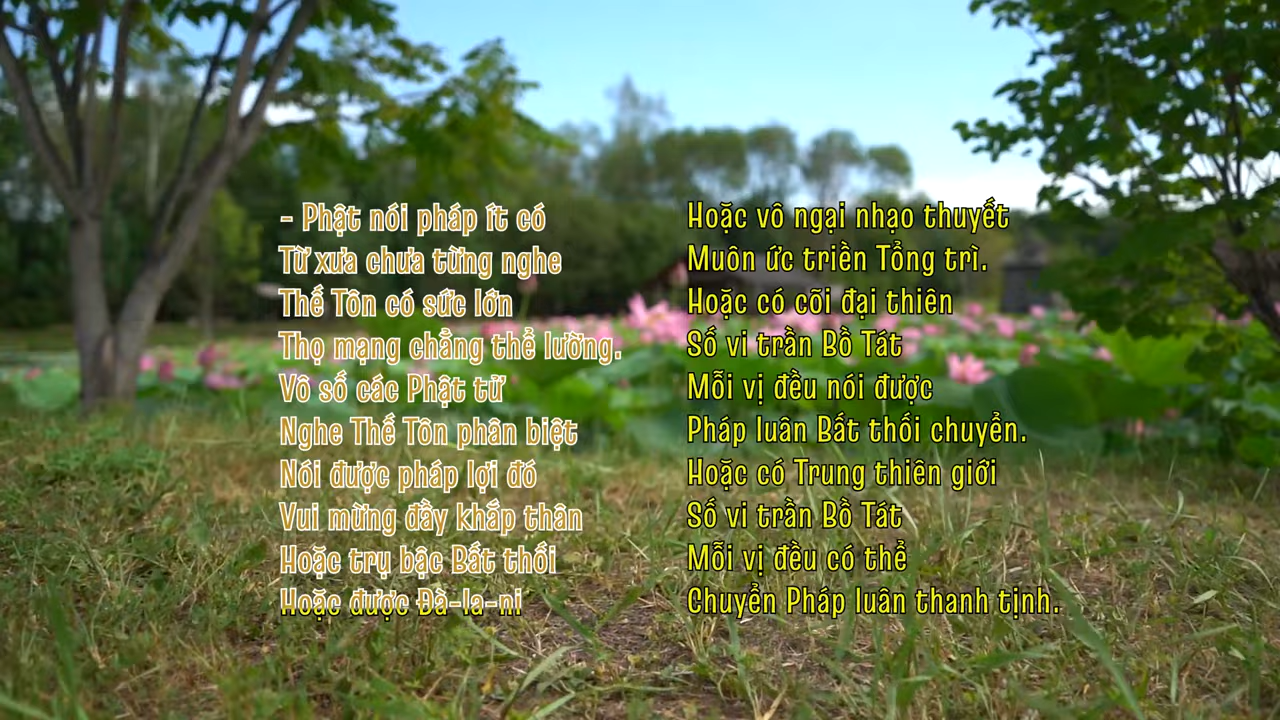 - Phật nói pháp ít có
Từ xưa chưa từng nghe
Thế Tôn có sức lớn
Thọ mạng chẳng thể lường.
Vô số các Phật tử
Nghe Thế Tôn phân biệt
Nói được pháp lợi đó
Vui mừng đầy khắp thân
Hoặc trụ bậc Bất thối
Hoặc được Đà-la-ni
Hoặc vô ngại nhạo thuyết
Muôn ức triền Tổng trì.
Hoặc có cõi đại thiên
Số vi trần Bồ Tát
Mỗi vị đều nói được
Pháp luân Bất thối chuyển.
Hoặc có Trung thiên giới
Số vi trần Bồ Tát
Mỗi vị đều có thể
Chuyển Pháp luân thanh tịnh.